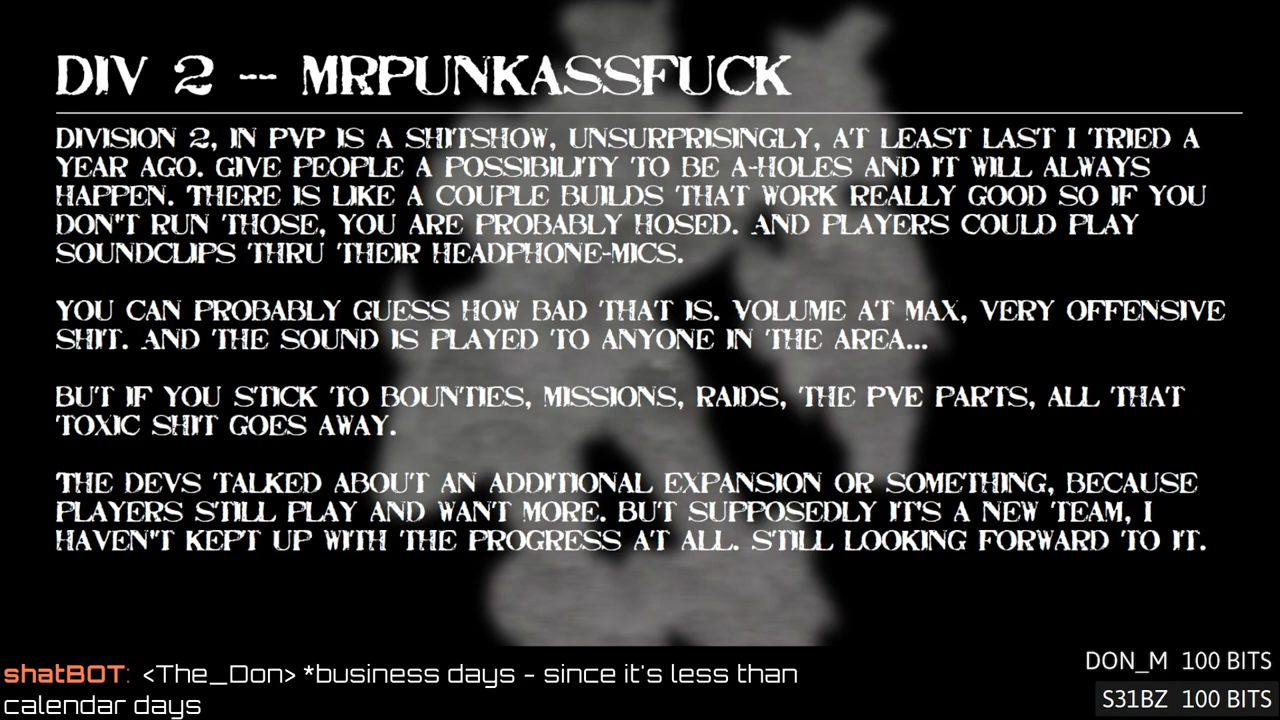 DIV 2 -- MRPUNKASSFUCK
DIVISION 2, IN PVP IS A SHITSHOW, UNSURPRISINGLY, AT LEAST LAST I TRIED A
YEAR AGO. GIVE PEOPLE A POSSIBILITY TO BE A-HOLES AND IT WILL ALWAYS
HAPPEN. THERE IS LIKE A COUPLE BUILDS THAT WORK REALLY GOOD SO IF YOU
DON'T RUN THOSE, YOU ARE PROBABLY HOSED. AND PLAYERS COULD PLAY
SOUNDCLIPS THRU THEIR HEADPHONE-MICS.
YOU CAN PROBABLY GUESS HOW BAD THAT IS. VOLUME AT MAX, VERY OFFENSIVE
SHIT. AND THE SOUND IS PLAYED TO ANYONE IN THE AREA...
BUT IF YOU STICK TO BOUNTIES, MISSIONS, RAIDS, THE PVE PARTS, ALL THAT
TOXIC SHIT GOES AWAY.
THE DEVS TALKED ABOUT AN ADDITIONAL EXPANSION OR SOMETHING, BECAUSE
PLAYERS STILL PLAY AND WANT MORE. BUT SUPPOSEDLY IT'S A NEW TEAM, I
HAVEN'T KEPT UP WITH THE PROGRESS AT ALL. STILL LOOKING FORWARD TO IT.
shatBOT: <The_Don> *business days - since it's less than
calendar days
DON_M 100 BITS
S31BZ 100 BITS